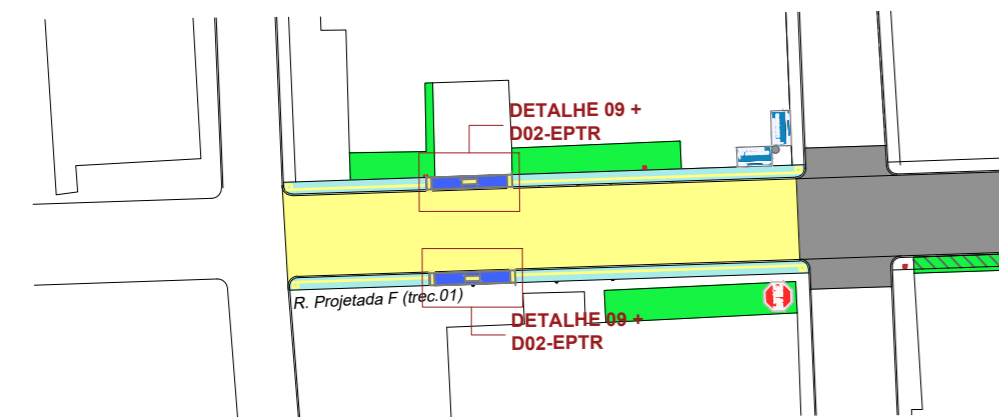 DETALHE 09 +
D02-EPTR
R. Projetada F (trec.01)
DETALHE 09 +
D02-EPTR